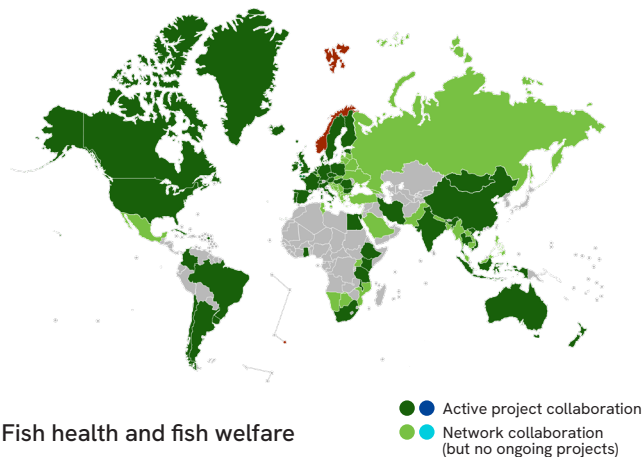 Active project collaboration
Fish health and fish welfare
Network collaboration
(but no ongoing projects)